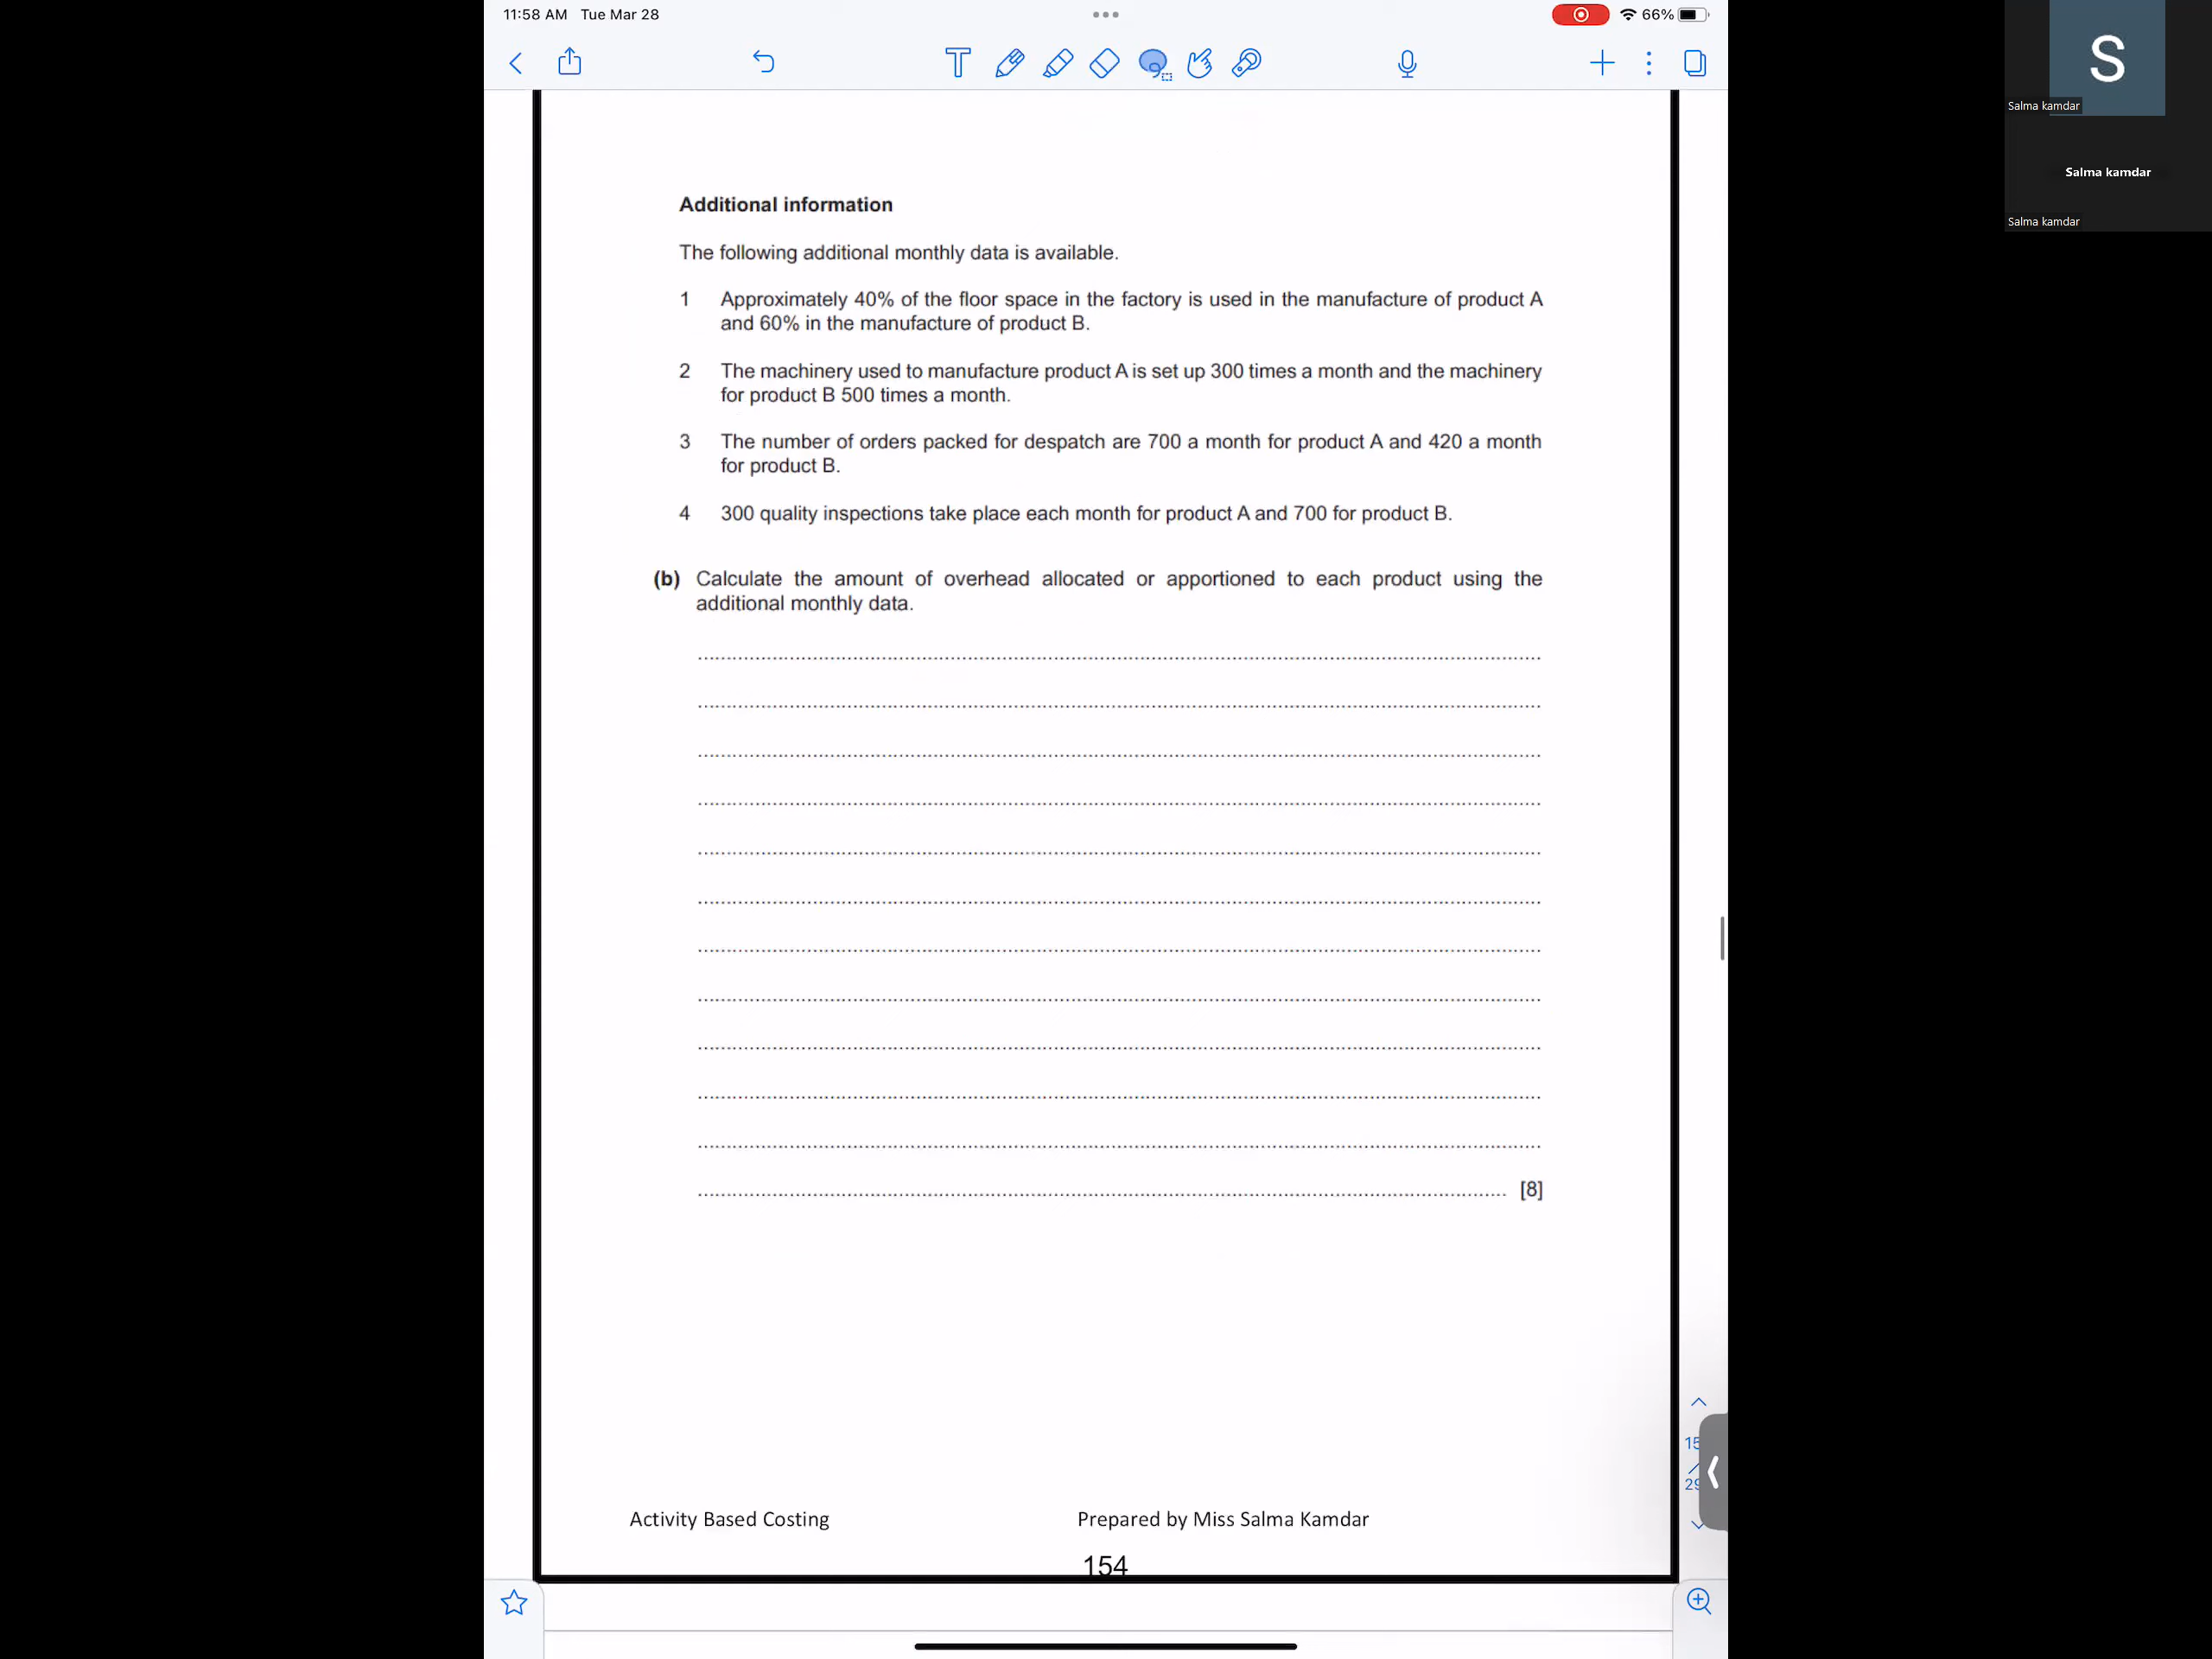 11:58 AM Tue Mar 28
66%
S
Salma kamdar
Salma kamdar
Salma kamdar
Additional information
The following additional monthly data is available.
1 Approximately 40% of the floor space in the factory is used in the manufacture of product A
and 60% in the manufacture of product B.
2 The machinery used to manufacture product A is set up 300 times a month and the machinery
for product B 500 times a month.
3 The number of orders packed for despatch are 700 a month for product A and 420 a month
for product B.
4 300 quality inspections take place each month for product A and 700 for product B.
(b) Calculate the amount of overhead allocated or apportioned to each product using the
additional monthly data.
[8]
Activity Based Costing Prepared by Miss Salma Kamdar
154